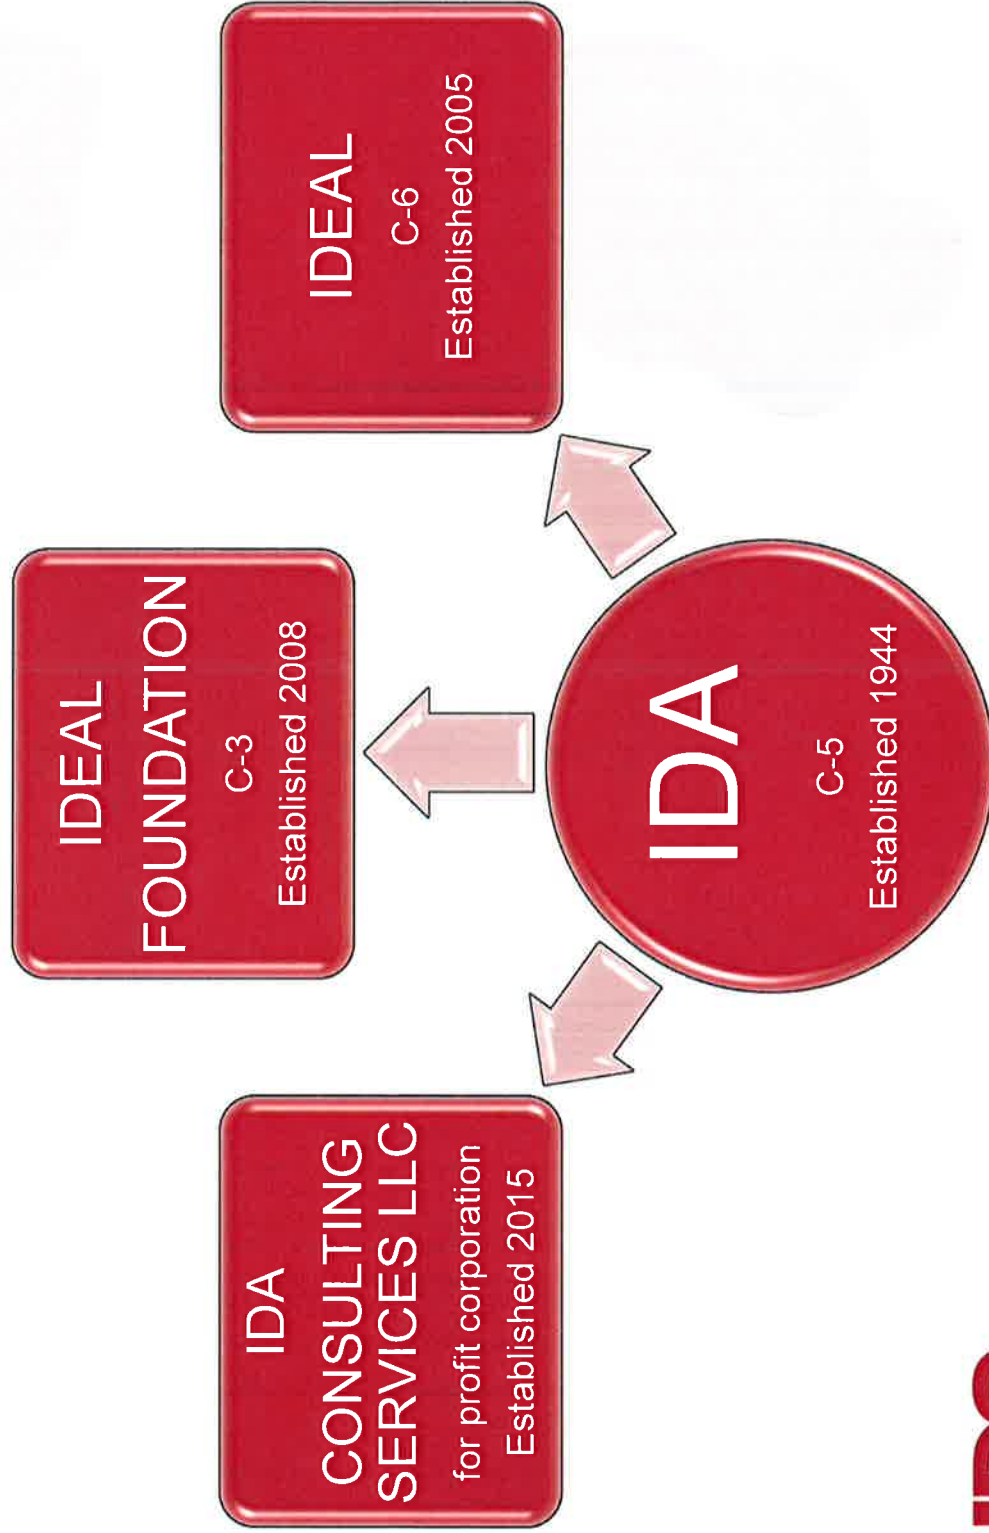 IDEAL
FOUNDATION
C-3
Established 2008
IDA
CONSULTING
SERVICES LLC
for profit corporation
Established 2015
IDEAL
C-6
Established 2005
IDA
C-5
Established 1944